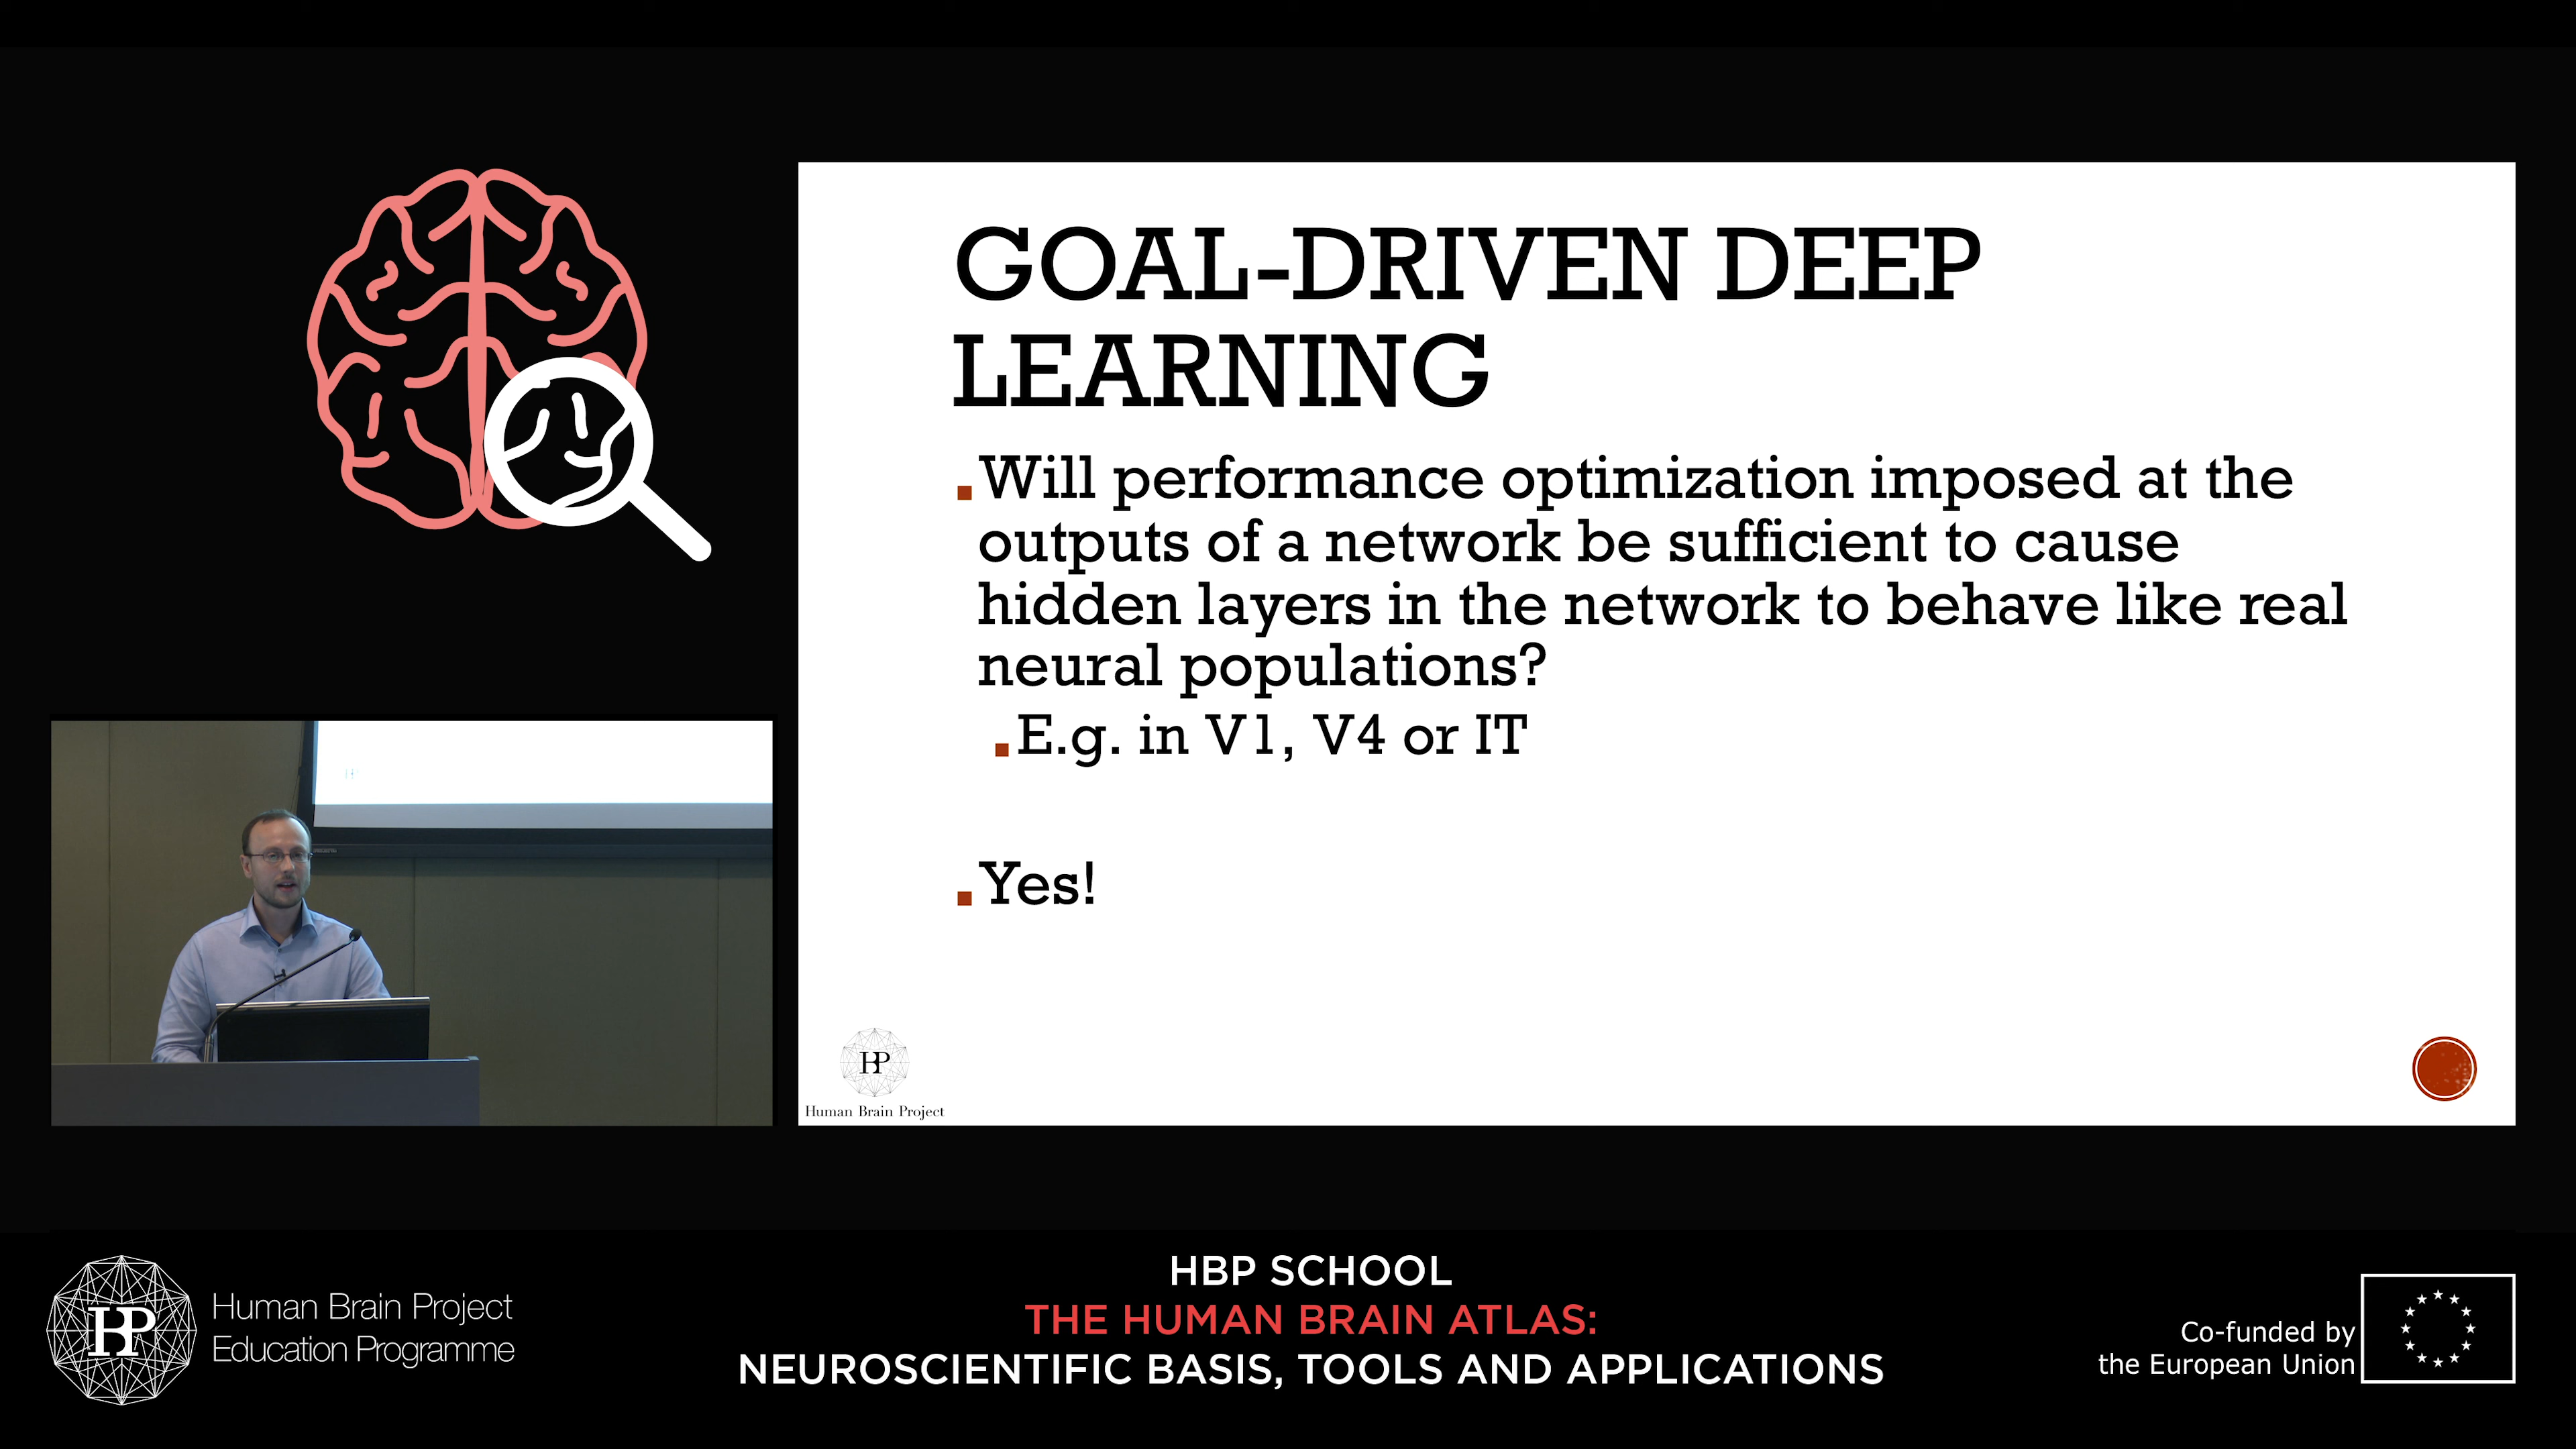 GOAL-DRIVEN DEEP
LEARNING
Will performance optimization imposed at the
outputs of a network be sufficient to cause
hidden layers in the network to behave like real
neural populations?
E.g. in V1, V4 or IT
Yes!
HBP
Human Brain Project
HBP
Human Brain Project
Education Programme
HBP SCHOOL
THE HUMAN BRAIN ATLAS:
NEUROSCIENTIFIC BASIS, TOOLS AND APPLICATIONS
Co-funded by
the European Union